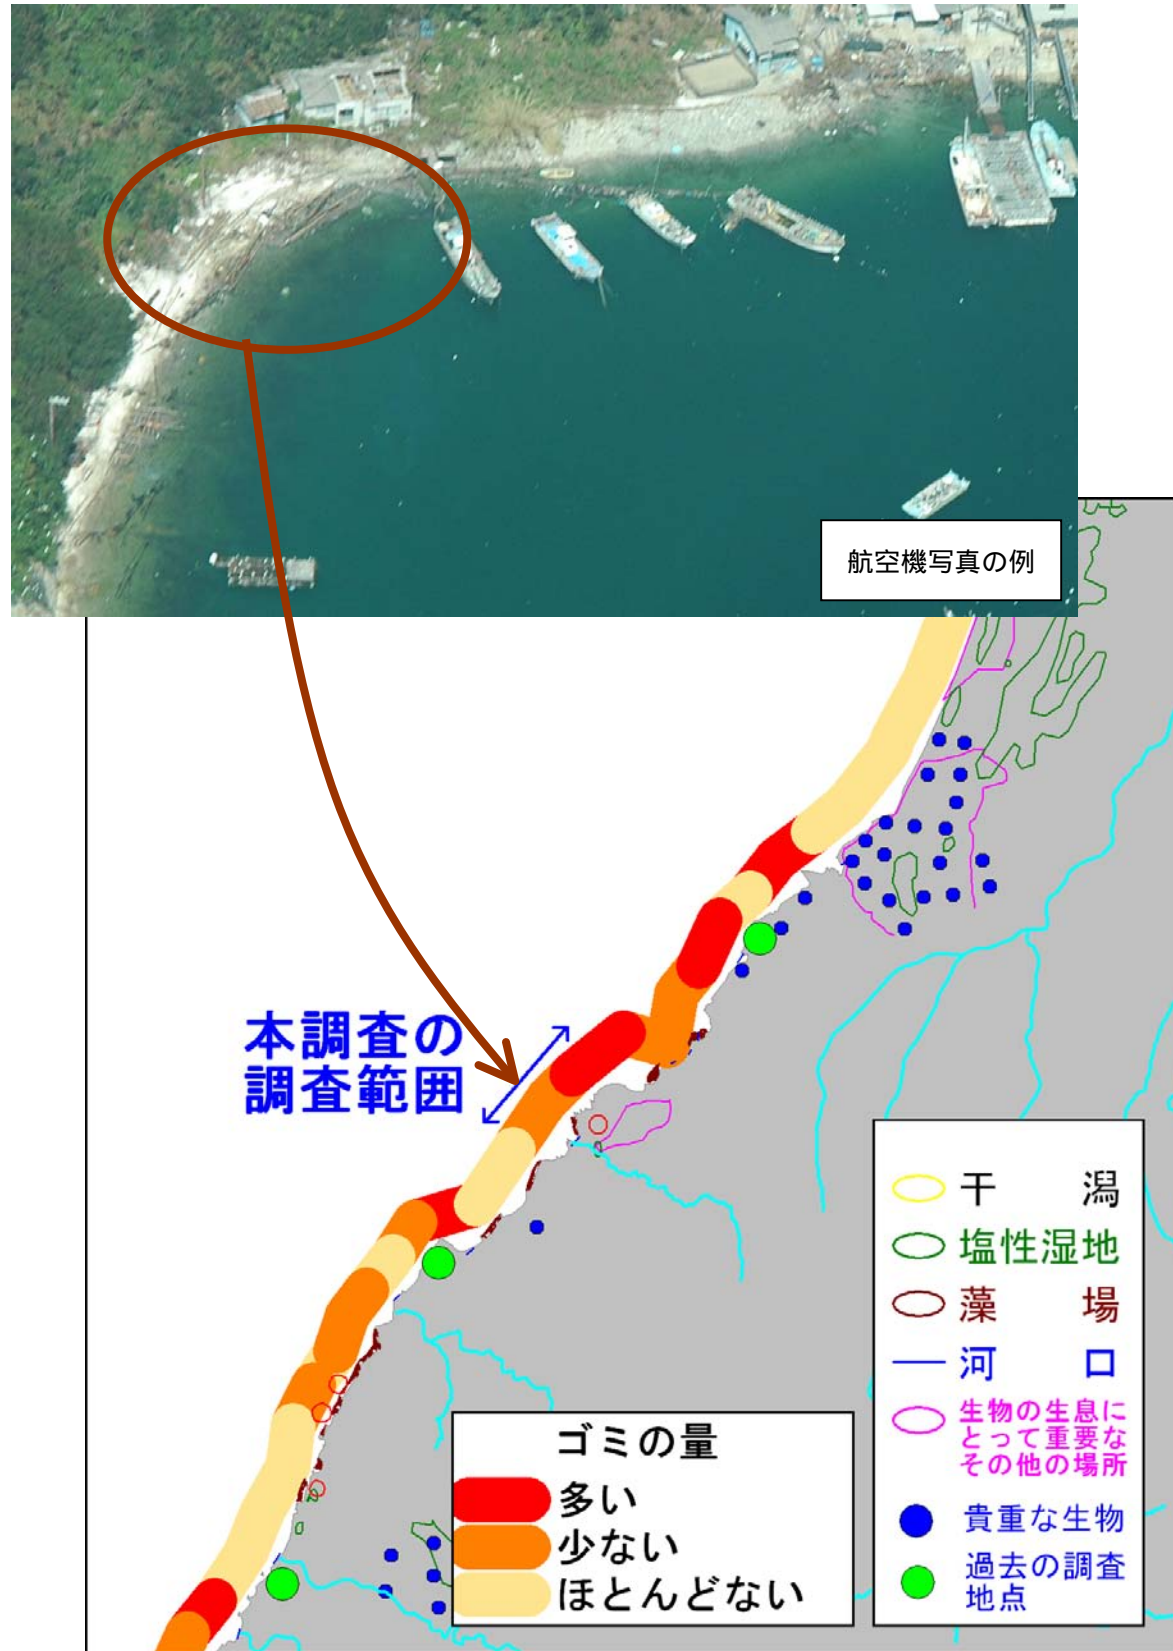 航空機写真の例
本調査の
調査範囲
干　潟
塩性湿地
藻　場
河　口
生物の生息に
とって重要な
その他の場所
貴重な生物
過去の調査
地点
ゴミの量
多い
少ない
ほとんどない